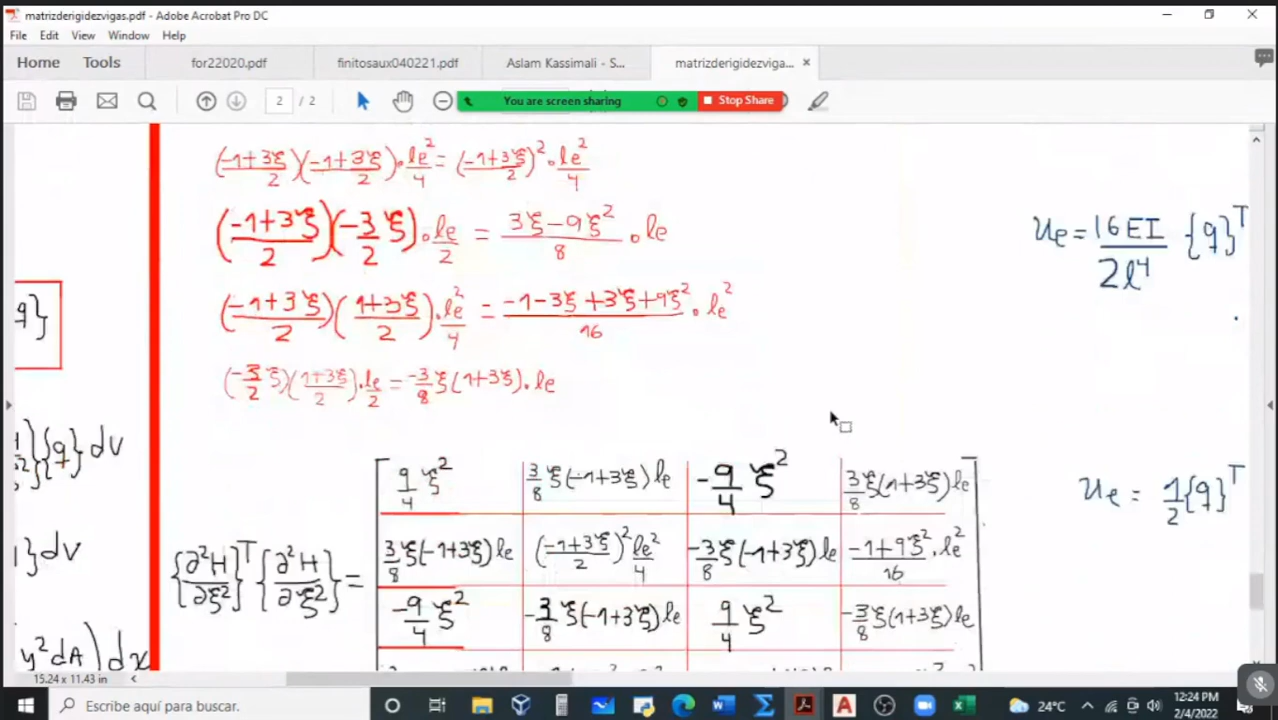 matrizderigidezvigas.pdf - Adobe Acrobat Pro DC
File Edit View Window Help
Home Tools for22020.pdf finitosaux040221.pdf Aslam Kassimali - S... matrizderigidezviga... ×
2 / 2 You are screen sharing Stop Share
(-1+3ξ/2)(-1+3ξ/2)·le²/4 = (-1+3ξ/2)²·le²/4
(-1+3ξ/2)(-3/2 ξ)·le/2 = 3ξ-9ξ²/8 · le
(-1+3ξ/2)(1+3ξ/2)·le²/4 = -1-3ξ+3ξ+9ξ²/16 · le²
(-3/2 ξ)(1+3ξ/2)·le/2 = -3/8 ξ(1+3ξ)·le
Ue = 16EI/2l⁴ {q}ᵀ
q}
}{q}dV
}dV
y²dA)dx
Ue = 1/2{q}ᵀ
{∂²H/∂ξ²}ᵀ{∂²H/∂ξ²} =
9/4 ξ² 3/8 ξ(-1+3ξ)le -9/4 ξ² 3/8 ξ(1+3ξ)le
3/8 ξ(-1+3ξ)le (-1+3ξ/2)² le²/4 -3/8 ξ(-1+3ξ)le -1+9ξ²/16 · le²
-9/4 ξ² -3/8 ξ(-1+3ξ)le 9/4 ξ² -3/8 ξ(1+3ξ)le
15.24 x 11.43 in
Escribe aquí para buscar.
24°C
12:24 PM
2/4/2022